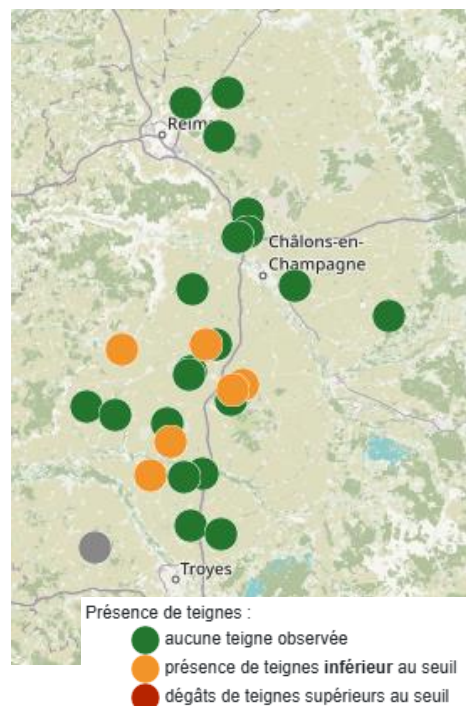 Reims
Châlons-en-
Champagne
Troyes
Présence de teignes :
aucune teigne observée
présence de teignes inférieur au seuil
dégâts de teignes supérieurs au seuil